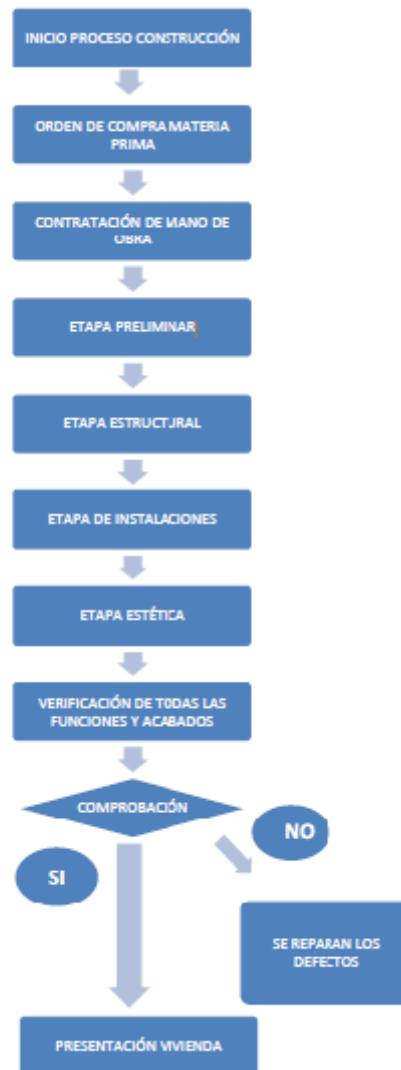 INICIO PROCESO CONSTRUCCIÓN
ORDEN DE COMPRA MATERIA
PRIMA
CONTRATACIÓN DE MANO DE
OBRA
ETAPA PRELIMINAR
ETAPA ESTRUCTURAL
ETAPA DE INSTALACIONES
ETAPA ESTÉTICA
VERIFICACIÓN DE TODAS LAS
FUNCIONES Y ACABADOS
COMPROBACIÓN
NO
SI
SE REPARAN LOS
DEFECTOS
PRESENTACIÓN VIVIENDA